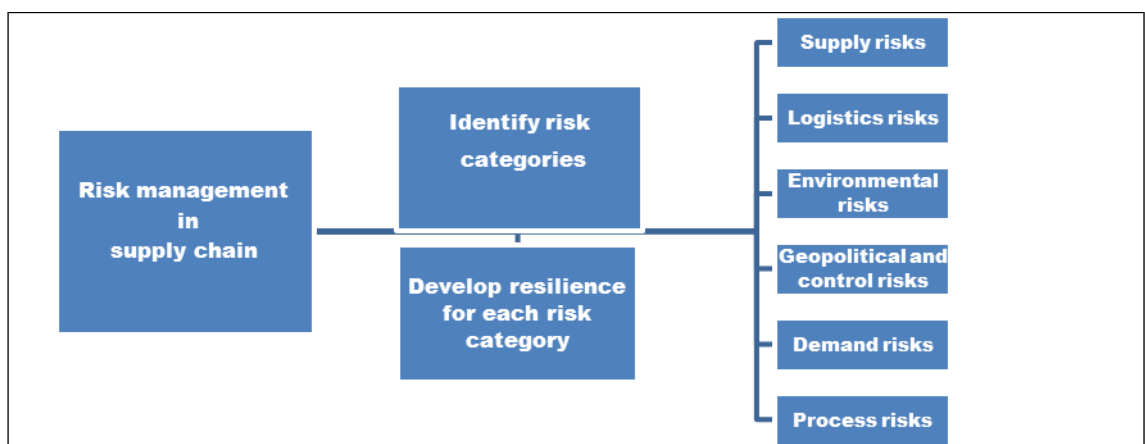 Risk management
in
supply chain
Identify risk
categories
Develop resilience
for each risk
category
Supply risks
Logistics risks
Environmental
risks
Geopolitical and
control risks
Demand risks
Process risks